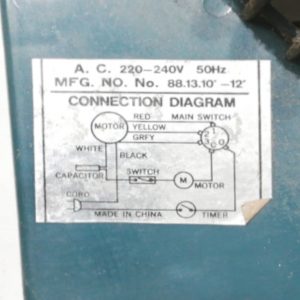 A. C. 220-240V 50Hz
MFG. NO. No. 88.13.10"-12"
CONNECTION DIAGRAM
RED MAIN SWITCH
MOTOR YELLOW
GREY
WHITE
BLACK
CAPACITOR SWITCH
M MOTOR
CORD
MADE IN CHINA TIMER